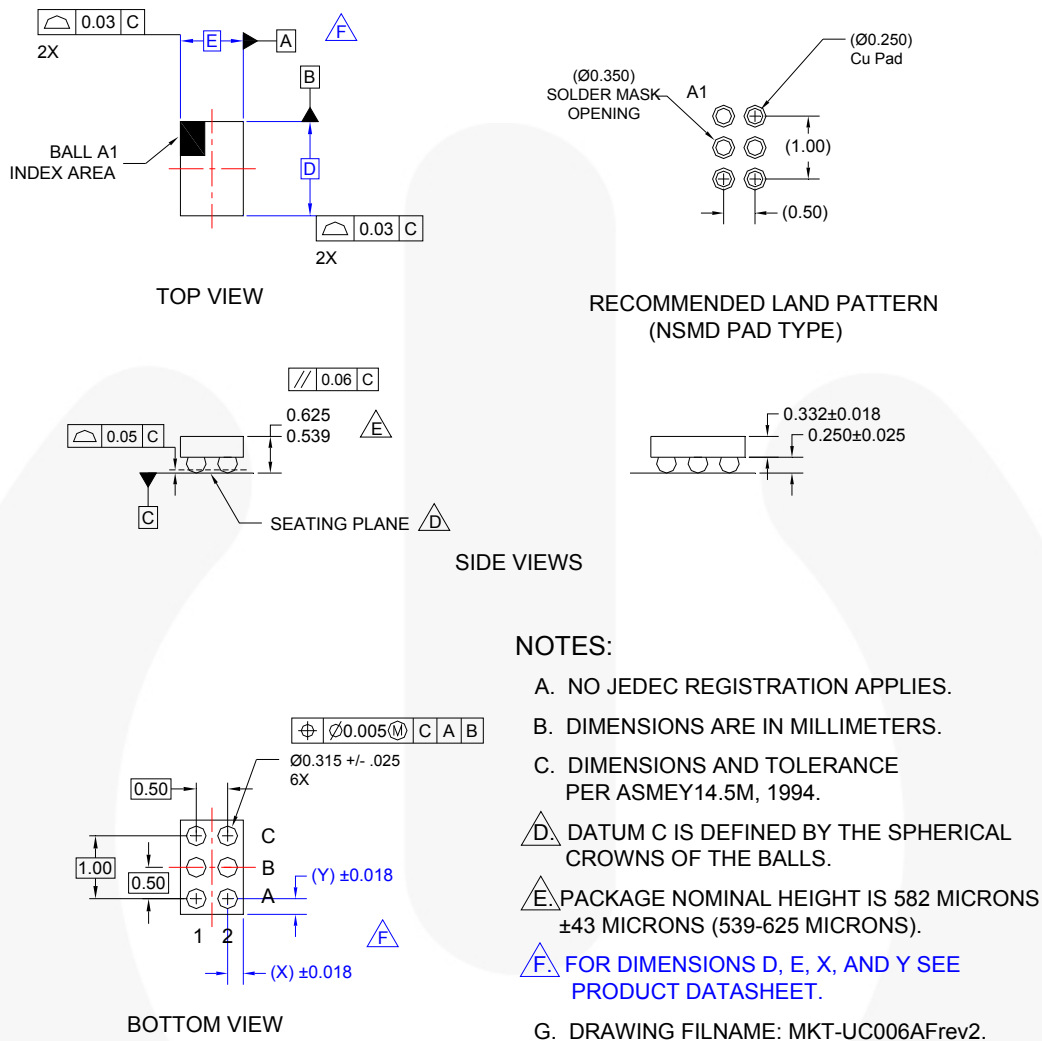 0.03 C
2X
E
A
F
B
BALL A1
INDEX AREA
D
0.03 C
2X
TOP VIEW
(Ø0.250)
Cu Pad
(Ø0.350)
SOLDER MASK
OPENING
A1
(1.00)
(0.50)
RECOMMENDED LAND PATTERN
(NSMD PAD TYPE)
// 0.06 C
0.625
0.539
E
0.05 C
C
SEATING PLANE D
0.332±0.018
0.250±0.025
SIDE VIEWS
⌖ Ø0.005Ⓜ C A B
Ø0.315 +/- .025
6X
0.50
1.00
0.50
C
B
A
1 2
(Y) ±0.018
F
(X) ±0.018
BOTTOM VIEW
NOTES:
A. NO JEDEC REGISTRATION APPLIES.
B. DIMENSIONS ARE IN MILLIMETERS.
C. DIMENSIONS AND TOLERANCE
PER ASMEY14.5M, 1994.
D. DATUM C IS DEFINED BY THE SPHERICAL
CROWNS OF THE BALLS.
E. PACKAGE NOMINAL HEIGHT IS 582 MICRONS
±43 MICRONS (539-625 MICRONS).
F. FOR DIMENSIONS D, E, X, AND Y SEE
PRODUCT DATASHEET.
G. DRAWING FILNAME: MKT-UC006AFrev2.